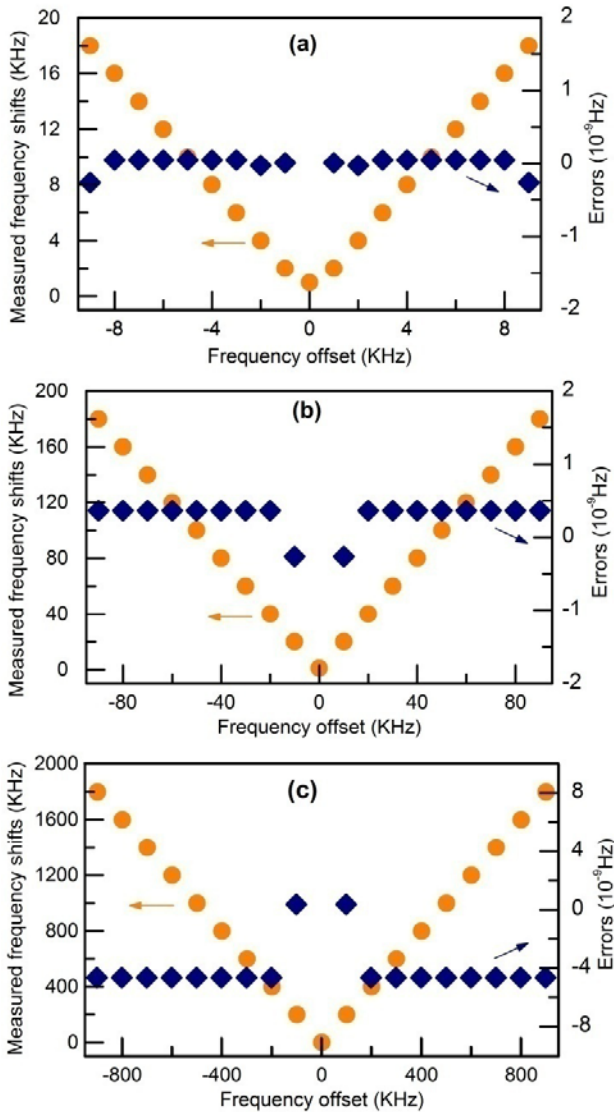 (a)
Measured frequency shifts (KHz)
20
16
12
8
4
0
2
1
0
-1
-2
Errors (10⁻⁹Hz)
-8 -4 0 4 8
Frequency offset (KHz)
(b)
Measured frequency shifts (KHz)
200
160
120
80
40
0
2
1
0
-1
-2
Errors (10⁻⁹Hz)
-80 -40 0 40 80
Frequency offset (KHz)
(c)
Measured frequency shifts (KHz)
2000
1600
1200
800
400
0
8
4
0
-4
-8
Errors (10⁻⁹Hz)
-800 -400 0 400 800
Frequency offset (KHz)